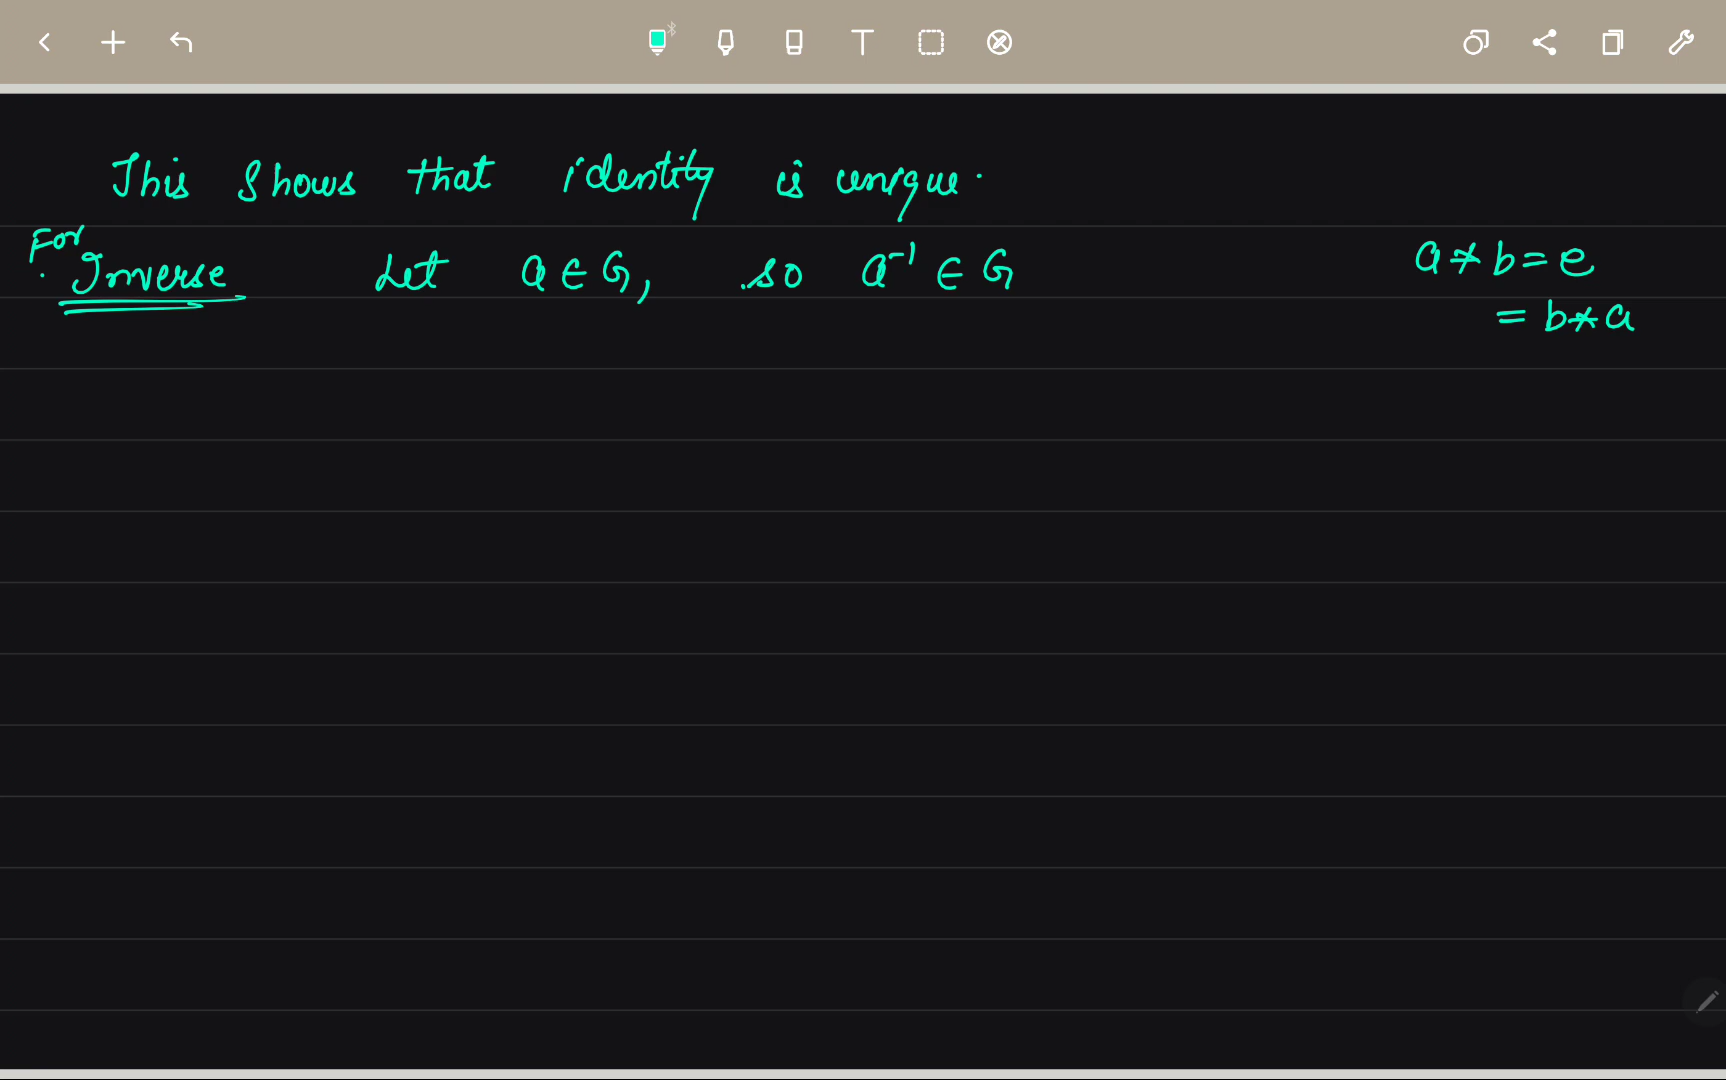 This shows that identity is unique.
For
Inverse Let a ∈ G, so a⁻¹ ∈ G
a * b = e
= b * a